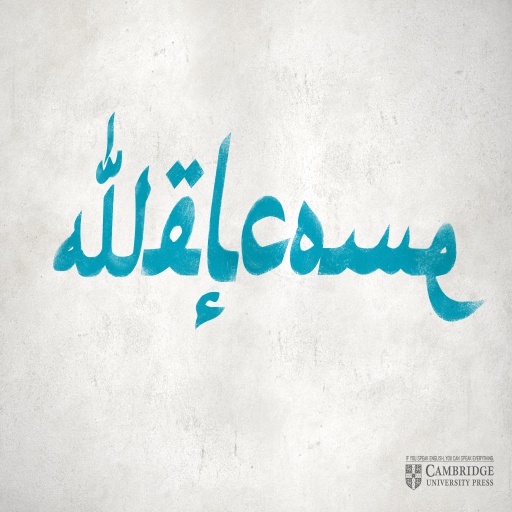 Welcome
IF YOU SPEAK ENGLISH, YOU CAN SPEAK EVERYTHING.
CAMBRIDGE
UNIVERSITY PRESS